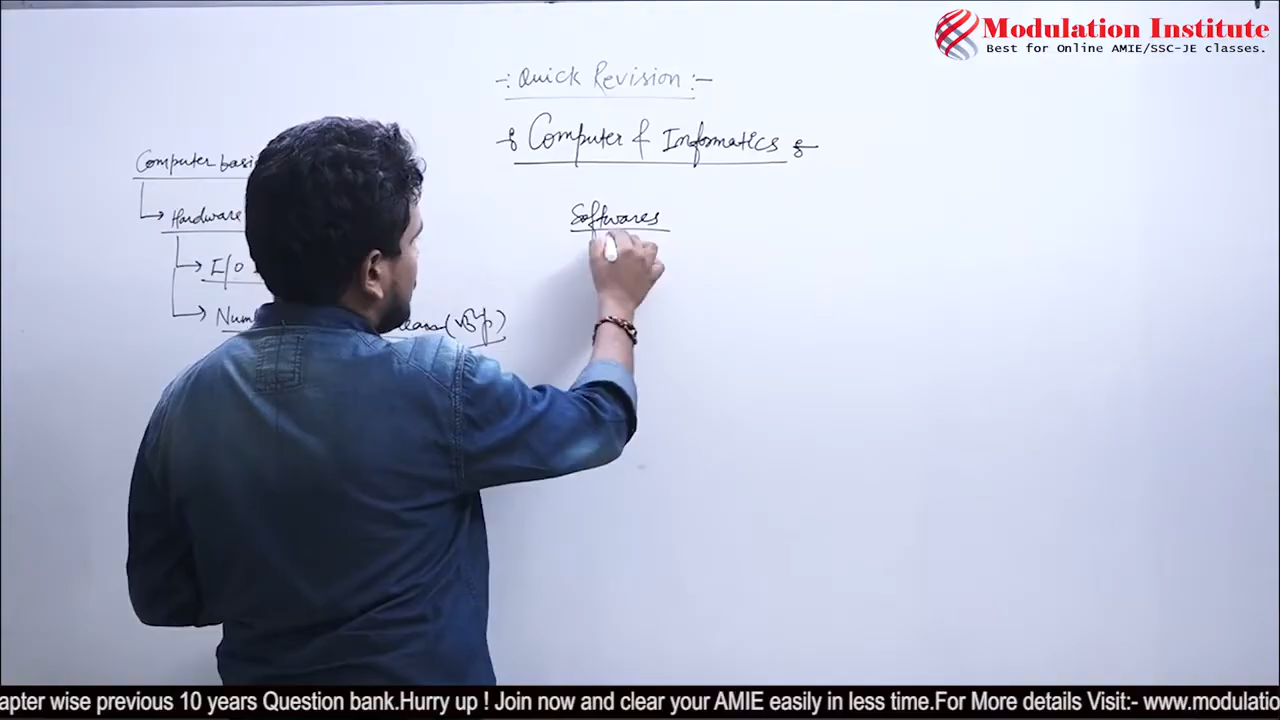 Modulation Institute
Best for Online AMIE/SSC-JE classes.
-: Quick Revision :-
Computer & Informatics
Computer basi
Hardware
Softwares
I/O
Num
apter wise previous 10 years Question bank.Hurry up ! Join now and clear your AMIE easily in less time.For More details Visit:- www.modulatio